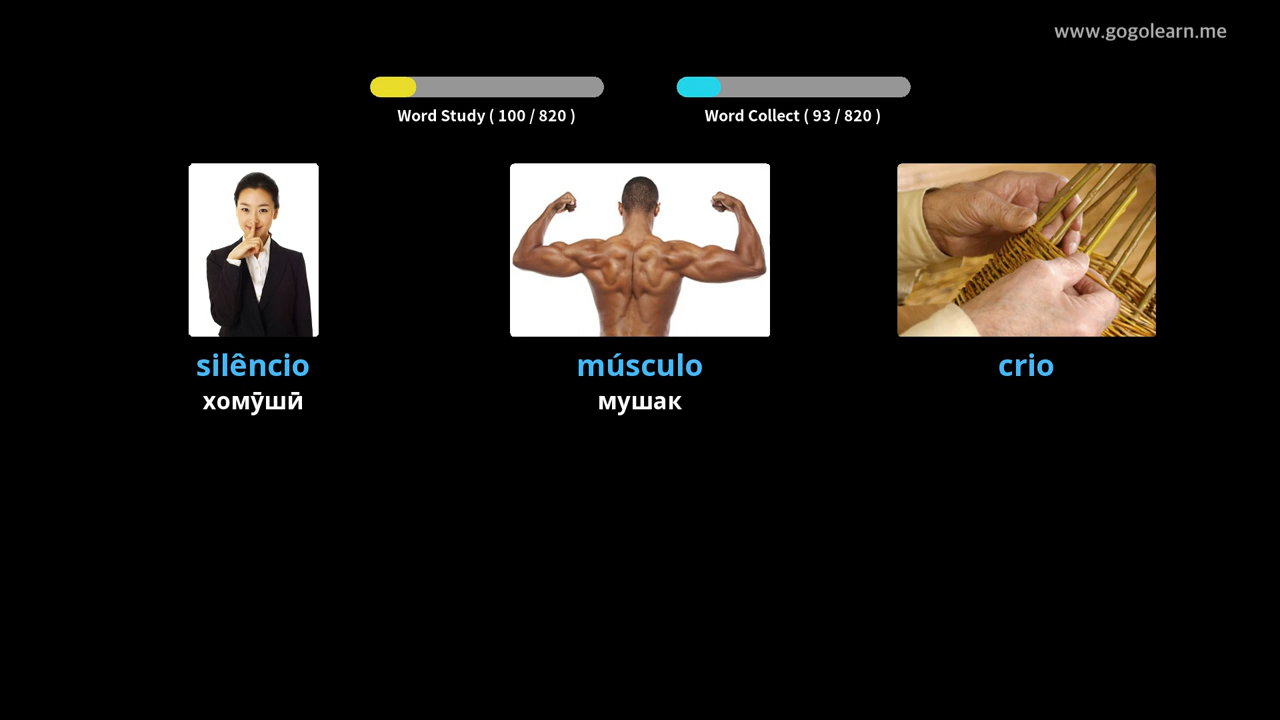 www.gogolearn.me
Word Study ( 100 / 820 )
Word Collect ( 93 / 820 )
silêncio
хомӯшӣ
músculo
мушак
crio